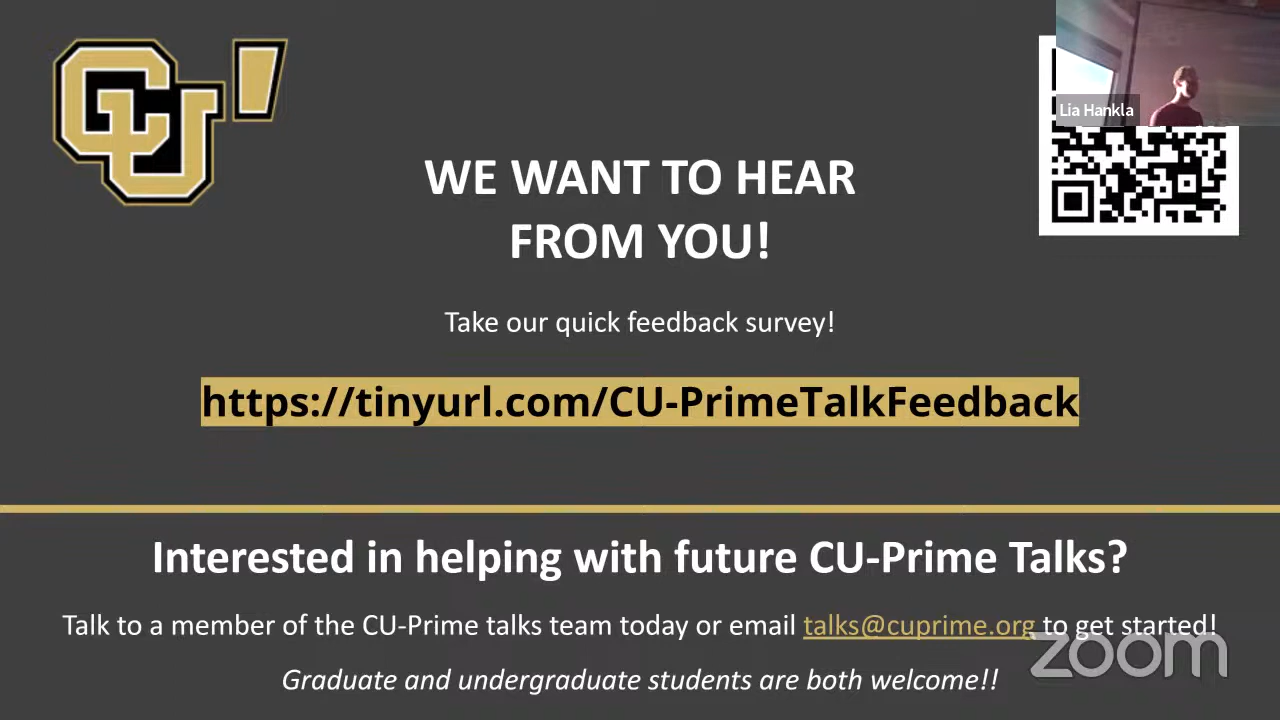 CU'
Lia Hankla
WE WANT TO HEAR
FROM YOU!
Take our quick feedback survey!
https://tinyurl.com/CU-PrimeTalkFeedback
Interested in helping with future CU-Prime Talks?
Talk to a member of the CU-Prime talks team today or email talks@cuprime.org to get started!
zoom
Graduate and undergraduate students are both welcome!!